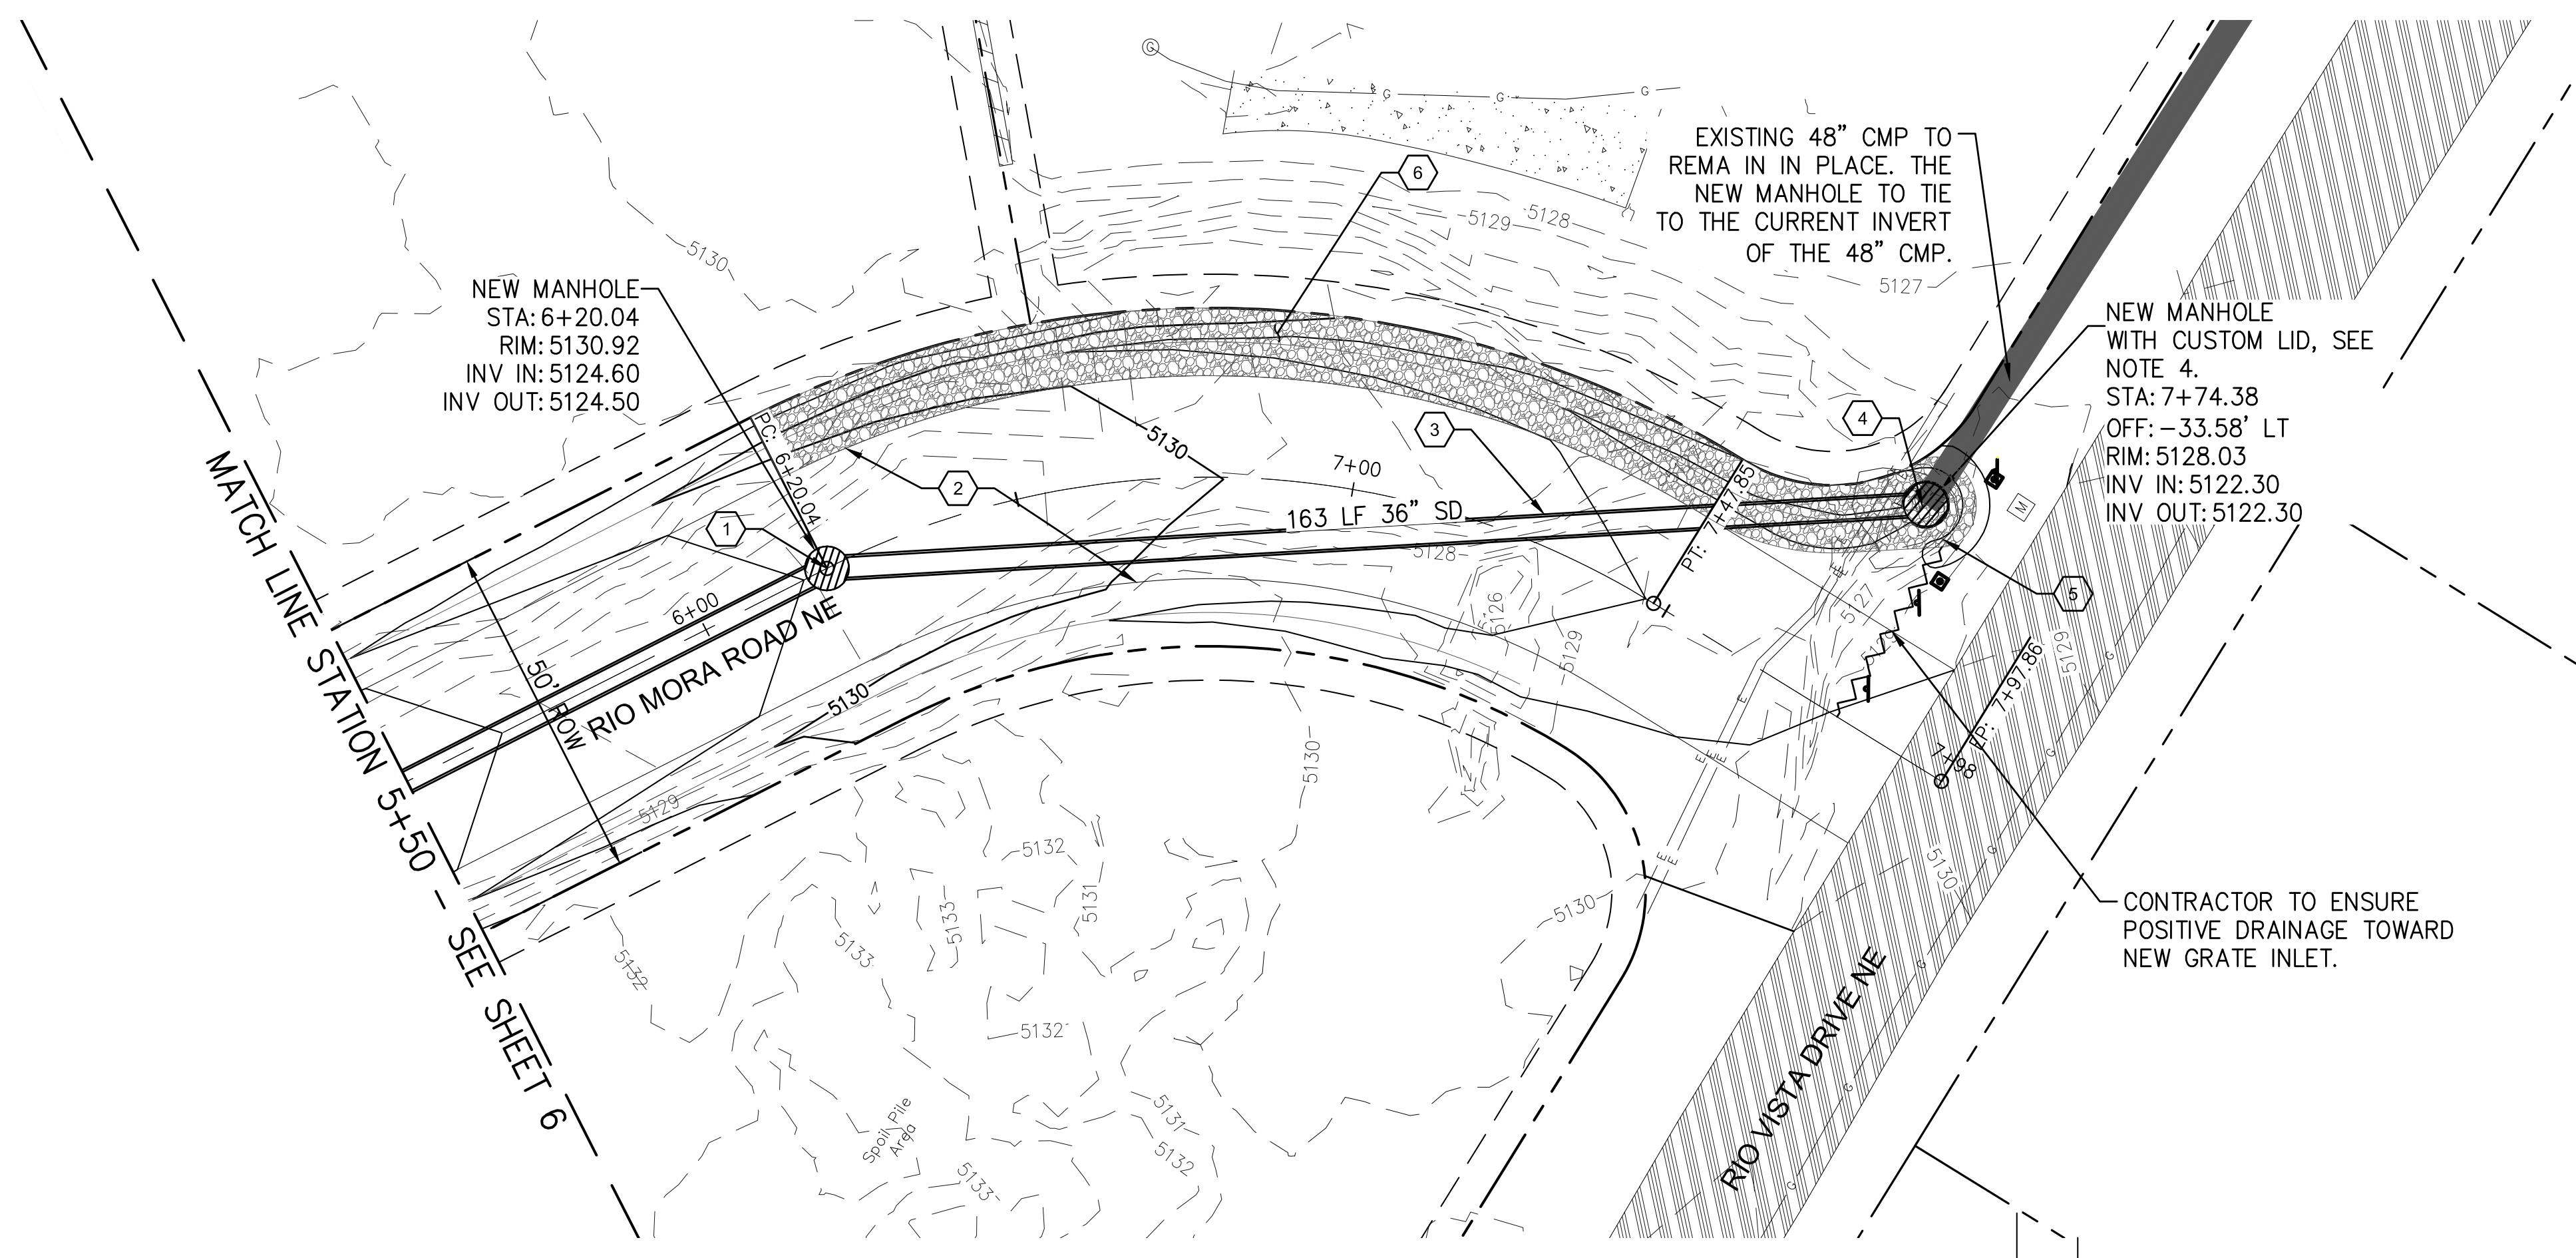 EXISTING 48” CMP TO
REMA IN IN PLACE. THE
NEW MANHOLE TO TIE
TO THE CURRENT INVERT
OF THE 48” CMP.
NEW MANHOLE
STA: 6+20.04
RIM: 5130.92
INV IN: 5124.60
INV OUT: 5124.50
NEW MANHOLE
WITH CUSTOM LID, SEE
NOTE 4.
STA: 7+74.38
OFF: -33.58' LT
RIM: 5128.03
INV IN: 5122.30
INV OUT: 5122.30
CONTRACTOR TO ENSURE
POSITIVE DRAINAGE TOWARD
NEW GRATE INLET.
MATCH LINE STATION 5+50 - SEE SHEET 6
RIO MORA ROAD NE
RIO VISTA DRIVE NE
50' ROW
163 LF 36” SD
PC: 6+20.04
PT: 7+47.85
EP: 7+97.86
6+00
7+00
7+98
1
2
3
4
5
6
G
G
G
G
M
5130
5129
5128
5127
5130
5128
5126
5129
5127
5129
5129
5130
5130
5129
5130
5130
5132
5131
5133
5133
5132
5132
5131
5132
5133
Spoil Pile
Area
E
E
E
E
E
E
G
G
G
G
G
G